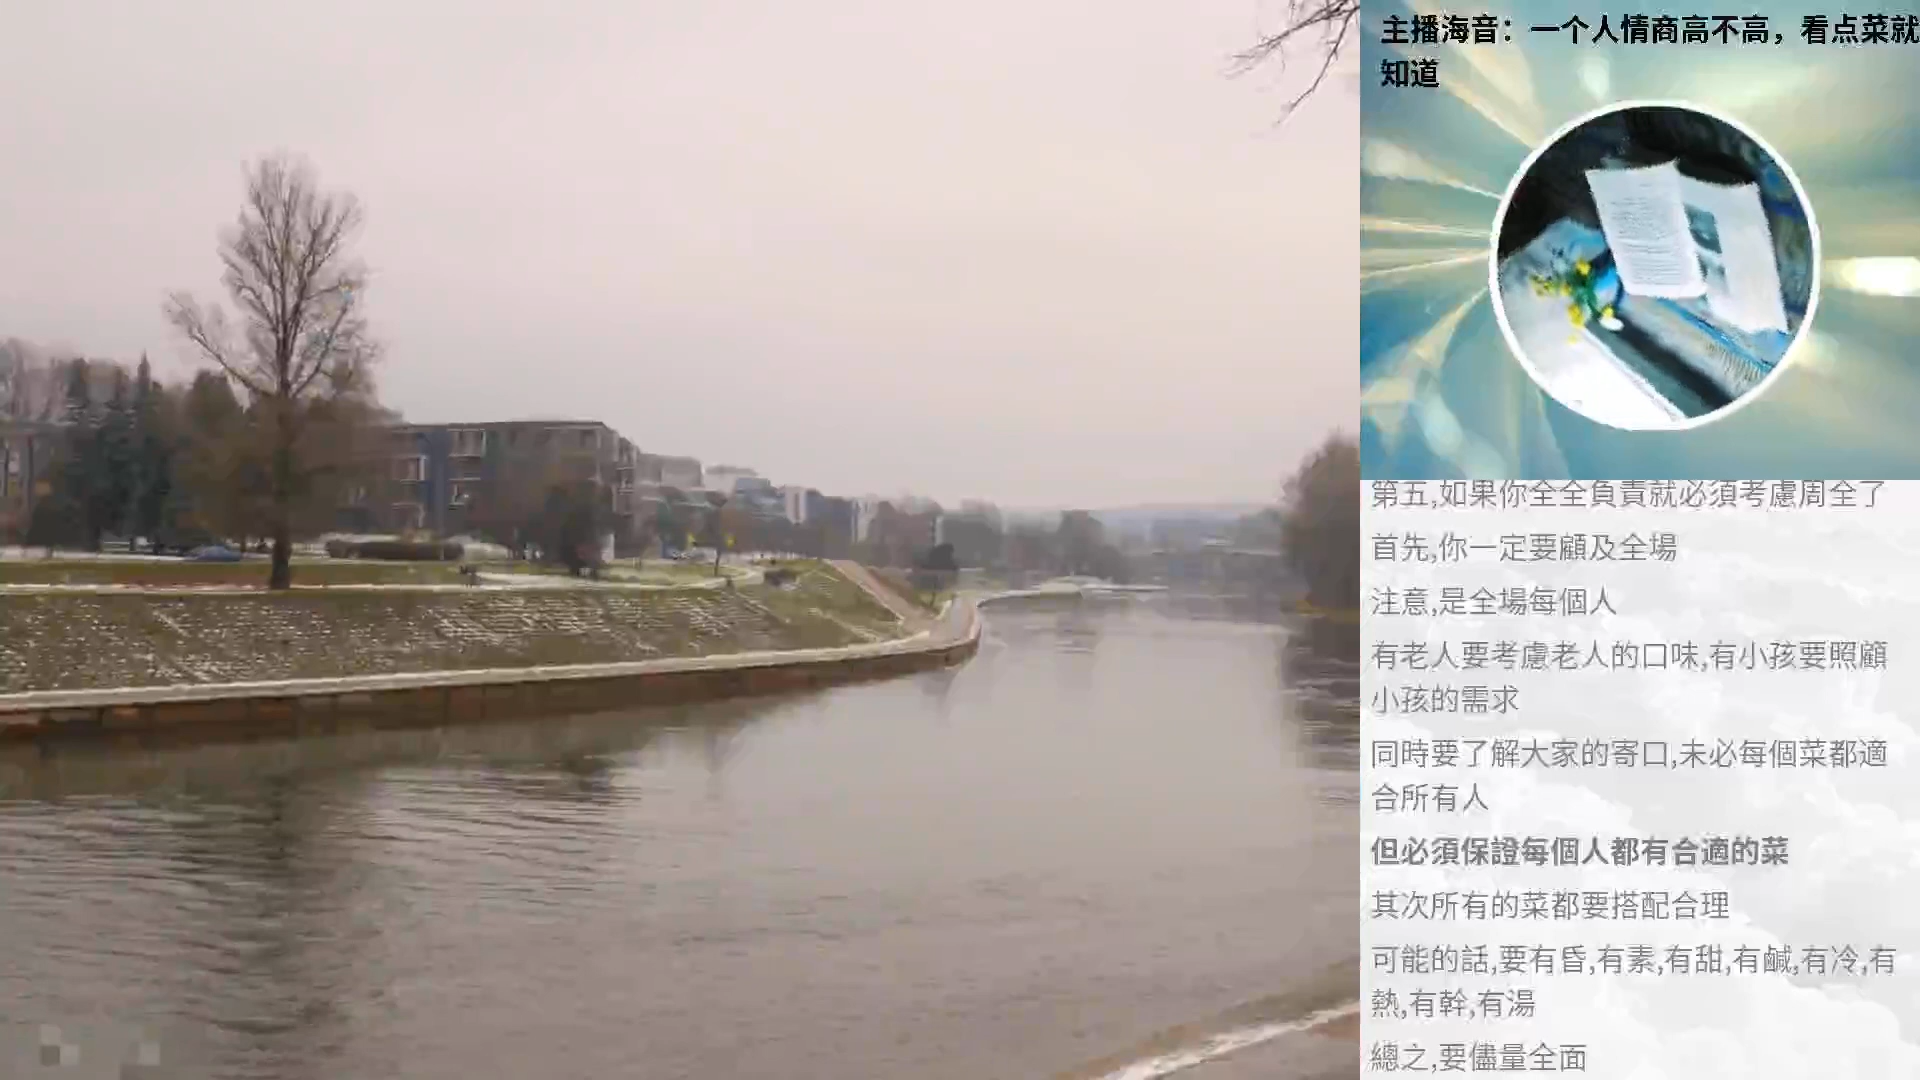 主播海音：一个人情商高不高，看点菜就
知道
第五,如果你全全負責就必須考慮周全了
首先,你一定要顧及全場
注意,是全場每個人
有老人要考慮老人的口味,有小孩要照顧
小孩的需求
同時要了解大家的寄口,未必每個菜都適
合所有人
但必須保證每個人都有合適的菜
其次所有的菜都要搭配合理
可能的話,要有昏,有素,有甜,有鹹,有冷,有
熱,有幹,有湯
總之,要儘量全面